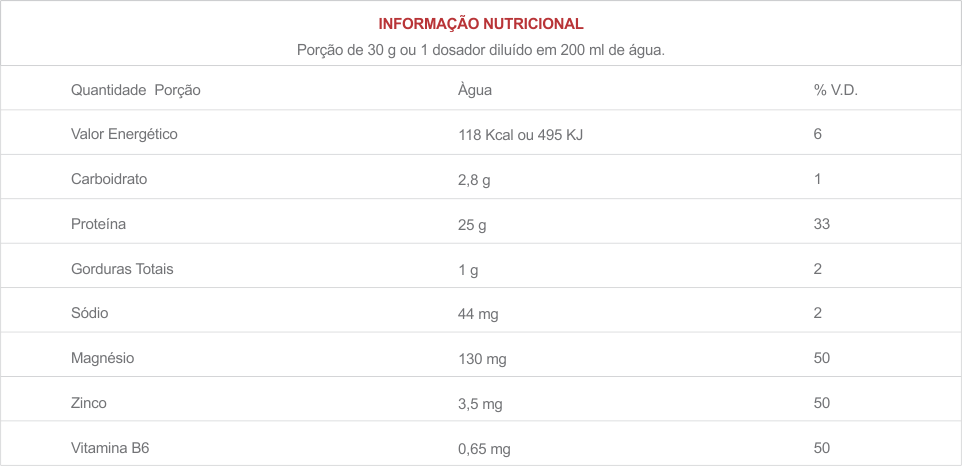 INFORMAÇÃO NUTRICIONAL
Porção de 30 g ou 1 dosador diluído em 200 ml de água.
Quantidade Porção Àgua % V.D.
Valor Energético 118 Kcal ou 495 KJ 6
Carboidrato 2,8 g 1
Proteína 25 g 33
Gorduras Totais 1 g 2
Sódio 44 mg 2
Magnésio 130 mg 50
Zinco 3,5 mg 50
Vitamina B6 0,65 mg 50